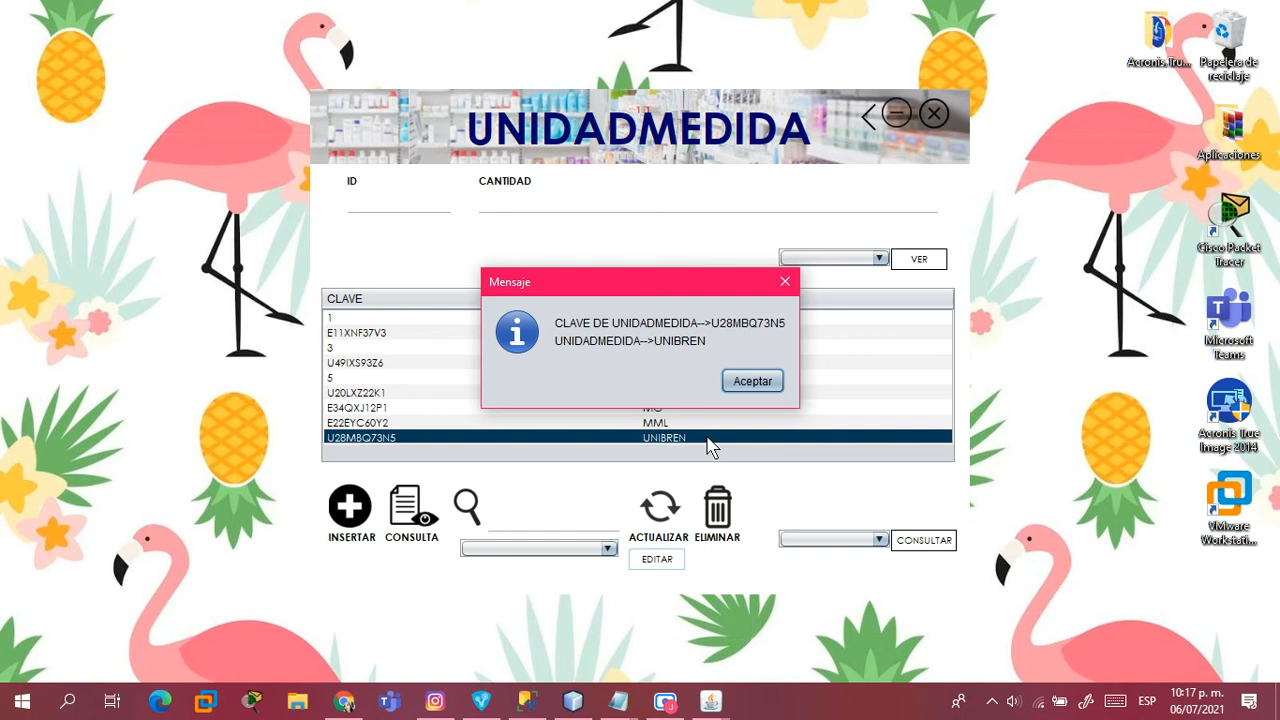 Acronis Tru...
Papelera de
reciclaje
UNIDADMEDIDA
ID
CANTIDAD
Aplicaciones
VER
Cisco Packet
Tracer
Mensaje
CLAVE
CLAVE DE UNIDADMEDIDA-->U28MBQ73N5
UNIDADMEDIDA-->UNIBREN
Aceptar
1
E11XNF37V3
3
U49IXS93Z6
5
U20LXZ22K1
E34QXJ12P1
MG
E22EYC60Y2
MML
U28MBQ73N5
UNIBREN
Microsoft
Teams
Acronis True
Image 2014
INSERTAR
CONSULTA
ACTUALIZAR
ELIMINAR
EDITAR
CONSULTAR
VMware
Workstati...
ESP
10:17 p. m.
06/07/2021